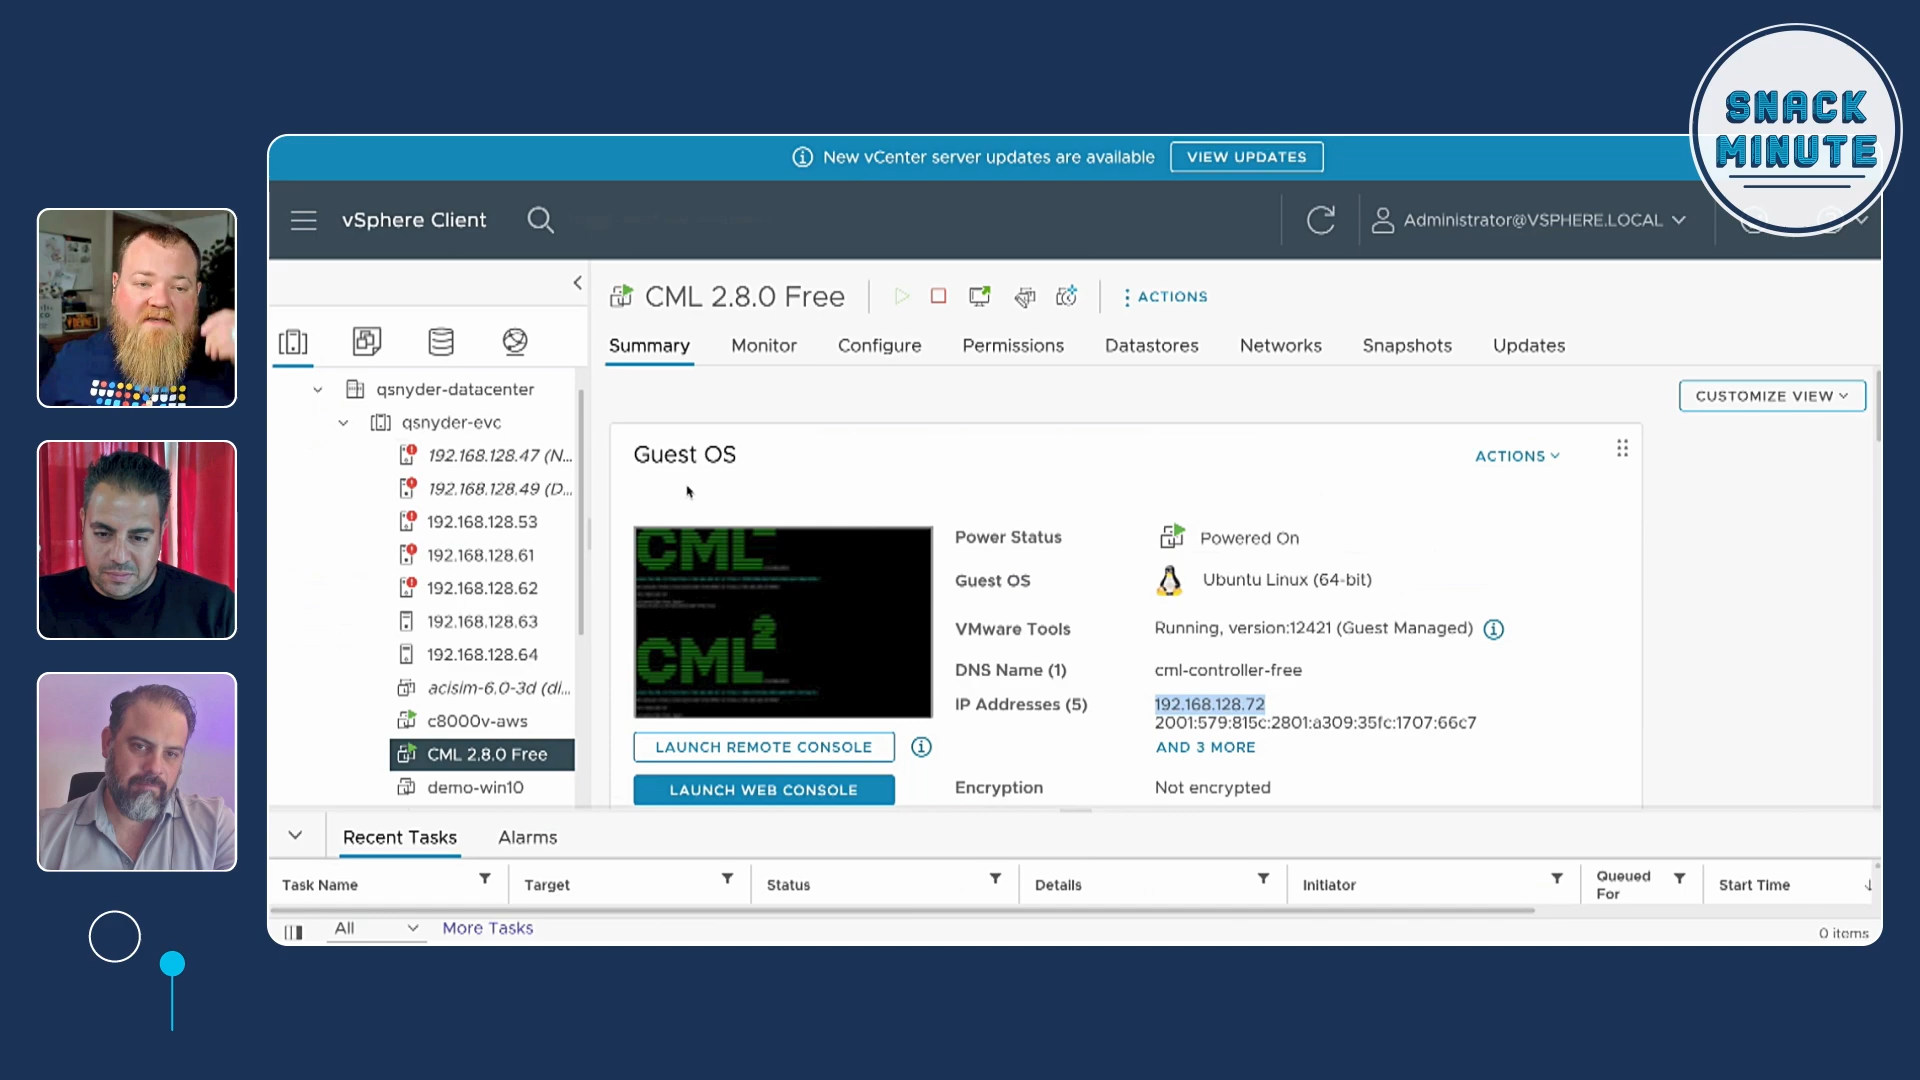 SNACK
MINUTE
New vCenter server updates are available
VIEW UPDATES
vSphere Client
Administrator@VSPHERE.LOCAL
CML 2.8.0 Free
ACTIONS
Summary
Monitor
Configure
Permissions
Datastores
Networks
Snapshots
Updates
CUSTOMIZE VIEW
qsnyder-datacenter
qsnyder-evc
192.168.128.47 (N...
192.168.128.49 (D...
192.168.128.53
192.168.128.61
192.168.128.62
192.168.128.63
192.168.128.64
acisim-6.0-3d (di...
c8000v-aws
CML 2.8.0 Free
demo-win10
Guest OS
ACTIONS
CML
CML2
LAUNCH REMOTE CONSOLE
LAUNCH WEB CONSOLE
Power Status
Powered On
Guest OS
Ubuntu Linux (64-bit)
VMware Tools
Running, version:12421 (Guest Managed)
DNS Name (1)
cml-controller-free
IP Addresses (5)
192.168.128.72
2001:579:815c:2801:a309:35fc:1707:66c7
AND 3 MORE
Encryption
Not encrypted
Recent Tasks
Alarms
Task Name
Target
Status
Details
Initiator
Queued
For
Start Time
All
More Tasks
0 items